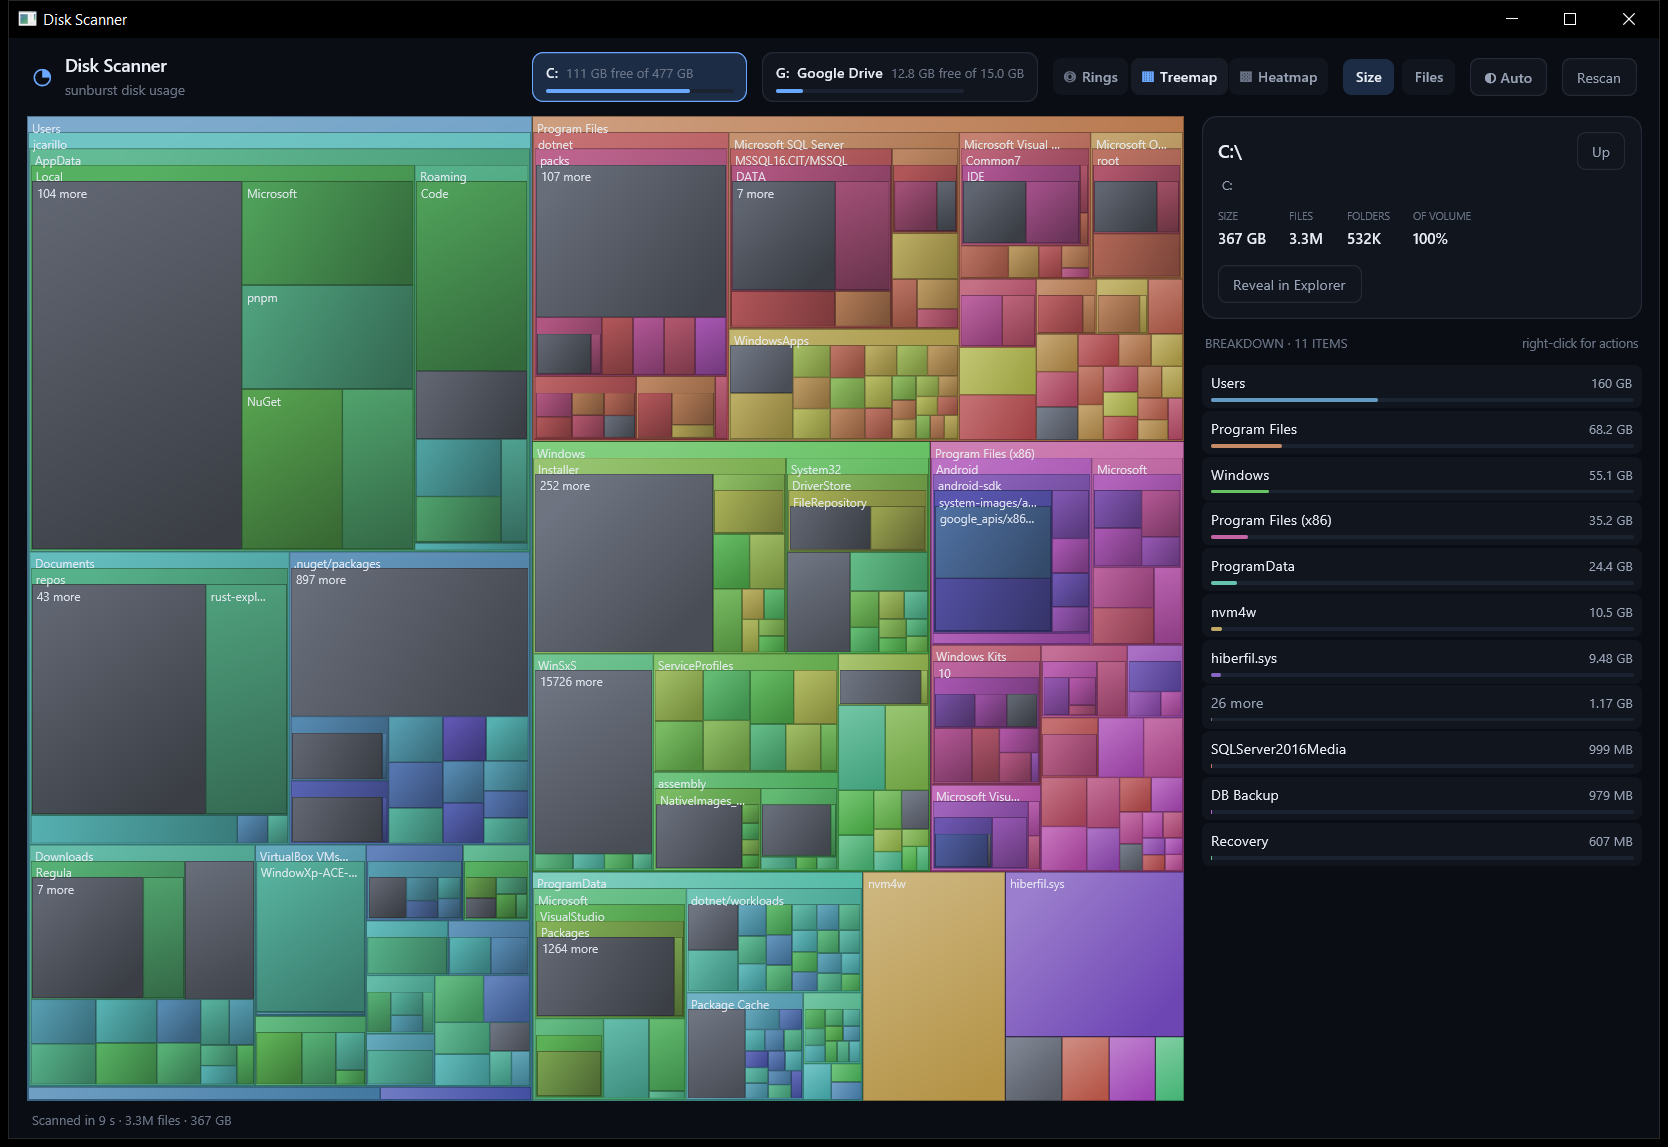 Disk Scanner
Disk Scanner
sunburst disk usage
C: 111 GB free of 477 GB
G: Google Drive 12.8 GB free of 15.0 GB
Rings
Treemap
Heatmap
Size
Files
Auto
Rescan
Users
jcarillo
AppData
Local
104 more
Microsoft
pnpm
NuGet
Roaming
Code
Documents
repos
43 more
rust-expl...
.nuget/packages
897 more
Downloads
Regula
7 more
VirtualBox VMs...
WindowXp-ACE-...
Program Files
dotnet
packs
107 more
Microsoft SQL Server
MSSQL16.CIT/MSSQL
DATA
7 more
WindowsApps
Microsoft Visual ...
Common7
IDE
Microsoft O...
root
Windows
Installer
252 more
System32
DriverStore
FileRepository
WinSxS
15726 more
ServiceProfiles
assembly
NativeImages_...
Program Files (x86)
Android
android-sdk
system-images/a...
google_apis/x86...
Microsoft
Windows Kits
10
Microsoft Visu...
ProgramData
Microsoft
VisualStudio
Packages
1264 more
dotnet/workloads
Package Cache
nvm4w
hiberfil.sys
C:\
Up
C:
SIZE FILES FOLDERS OF VOLUME
367 GB 3.3M 532K 100%
Reveal in Explorer
BREAKDOWN · 11 ITEMS right-click for actions
Users 160 GB
Program Files 68.2 GB
Windows 55.1 GB
Program Files (x86) 35.2 GB
ProgramData 24.4 GB
nvm4w 10.5 GB
hiberfil.sys 9.48 GB
26 more 1.17 GB
SQLServer2016Media 999 MB
DB Backup 979 MB
Recovery 607 MB
Scanned in 9 s · 3.3M files · 367 GB